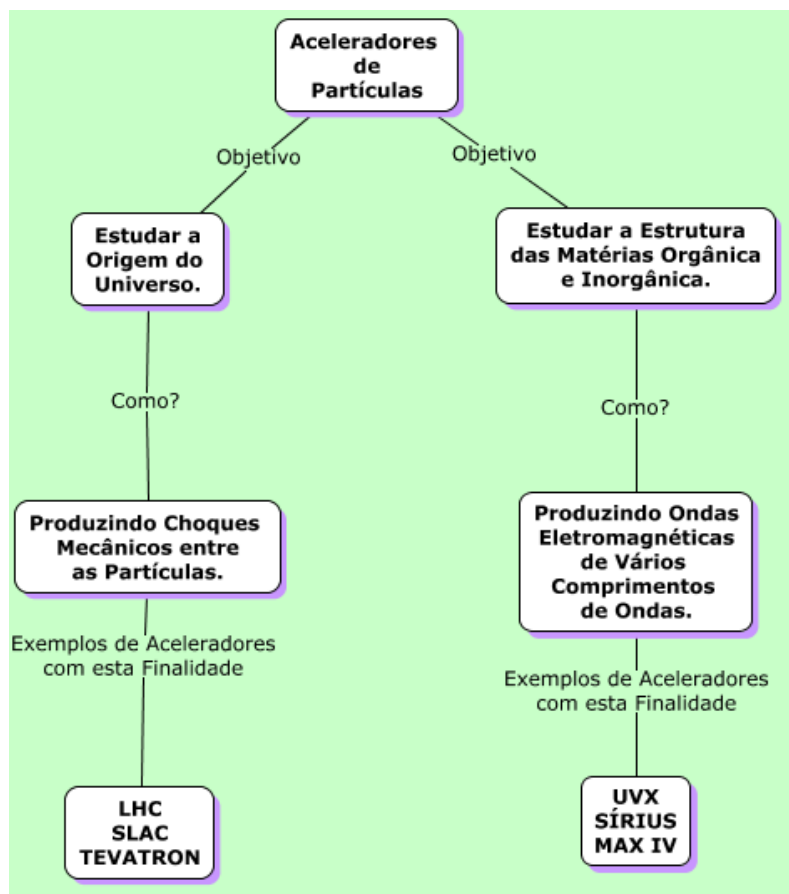 Aceleradores
de
Partículas
Objetivo
Objetivo
Estudar a
Origem do
Universo.
Estudar a Estrutura
das Matérias Orgânica
e Inorgânica.
Como?
Como?
Produzindo Choques
Mecânicos entre
as Partículas.
Produzindo Ondas
Eletromagnéticas
de Vários
Comprimentos
de Ondas.
Exemplos de Aceleradores
com esta Finalidade
Exemplos de Aceleradores
com esta Finalidade
LHC
SLAC
TEVATRON
UVX
SÍRIUS
MAX IV